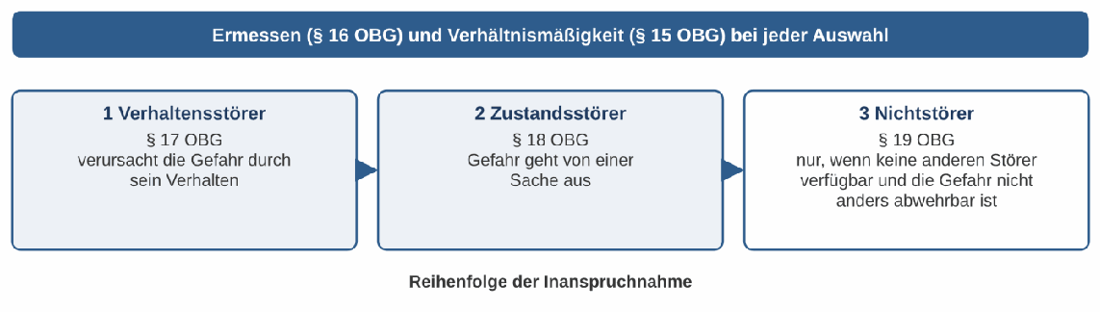 Ermessen (§ 16 OBG) und Verhältnismäßigkeit (§ 15 OBG) bei jeder Auswahl
1 Verhaltensstörer
§ 17 OBG
verursacht die Gefahr durch
sein Verhalten
2 Zustandsstörer
§ 18 OBG
Gefahr geht von einer
Sache aus
3 Nichtstörer
§ 19 OBG
nur, wenn keine anderen Störer
verfügbar und die Gefahr nicht
anders abwehrbar ist
Reihenfolge der Inanspruchnahme